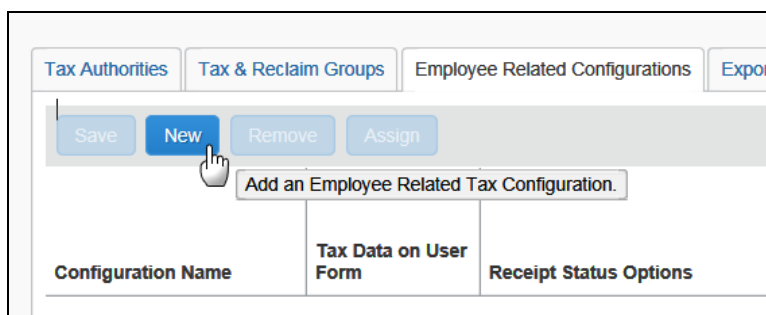 Tax Authorities Tax & Reclaim Groups Employee Related Configurations Expor
Save New Remove Assign
Add an Employee Related Tax Configuration.
Configuration Name Tax Data on User Form Receipt Status Options